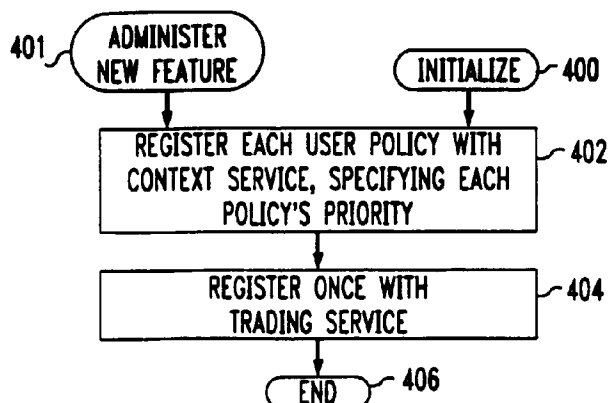 401
ADMINISTER
NEW FEATURE
INITIALIZE
400
REGISTER EACH USER POLICY WITH
CONTEXT SERVICE, SPECIFYING EACH
POLICY'S PRIORITY
402
REGISTER ONCE WITH
TRADING SERVICE
404
END
406